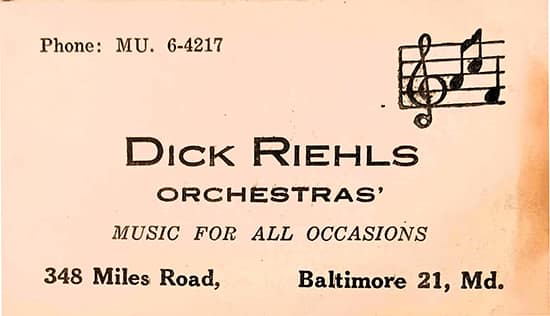 Phone: MU. 6-4217
DICK RIEHLS
ORCHESTRAS'
MUSIC FOR ALL OCCASIONS
348 Miles Road, Baltimore 21, Md.